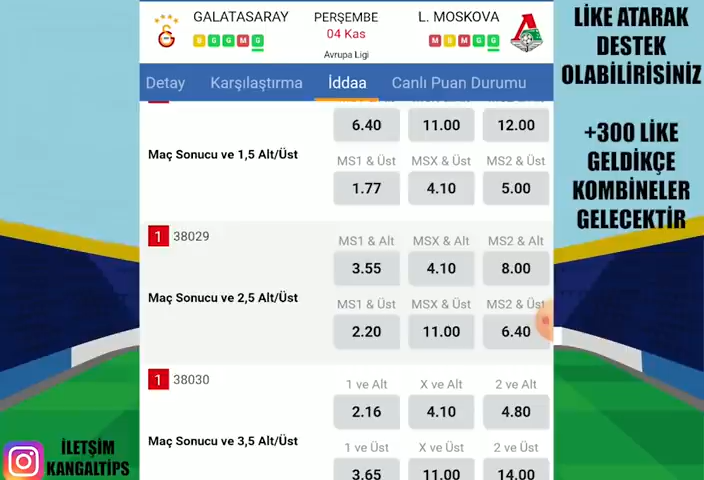 GALATASARAY
B G G M G
PERŞEMBE
04 Kas
Avrupa Ligi
L. MOSKOVA
M B M G G
Detay Karşılaştırma İddaa Canlı Puan Durumu
Maç Sonucu ve 1,5 Alt/Üst
6.40 11.00 12.00
MS1 & Üst MSX & Üst MS2 & Üst
1.77 4.10 5.00
1 38029
Maç Sonucu ve 2,5 Alt/Üst
MS1 & Alt MSX & Alt MS2 & Alt
3.55 4.10 8.00
MS1 & Üst MSX & Üst MS2 & Üst
2.20 11.00 6.40
1 38030
Maç Sonucu ve 3,5 Alt/Üst
1 ve Alt X ve Alt 2 ve Alt
2.16 4.10 4.80
1 ve Üst X ve Üst 2 ve Üst
3.65 11.00 14.00
LİKE ATARAK
DESTEK
OLABİLİRİSİNİZ
+300 LİKE
GELDİKÇE
KOMBİNELER
GELECEKTİR
İLETŞİM
KANGALTİPS